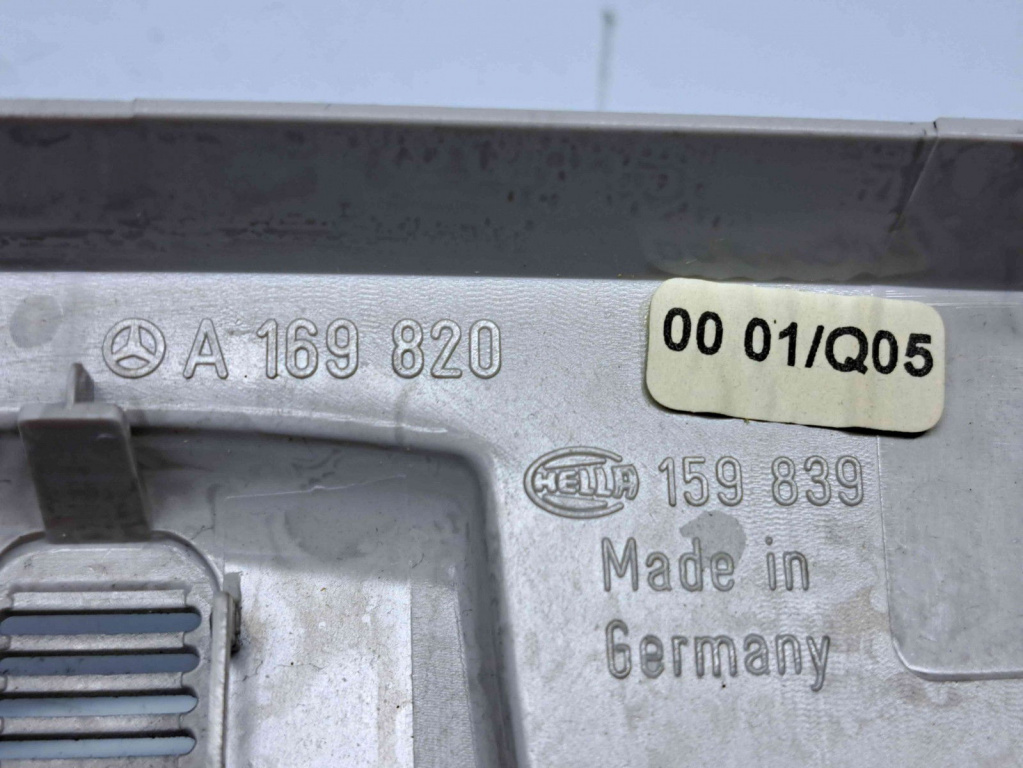 A 169 820
00 01/Q05
HELLA 159 839
Made in
Germany